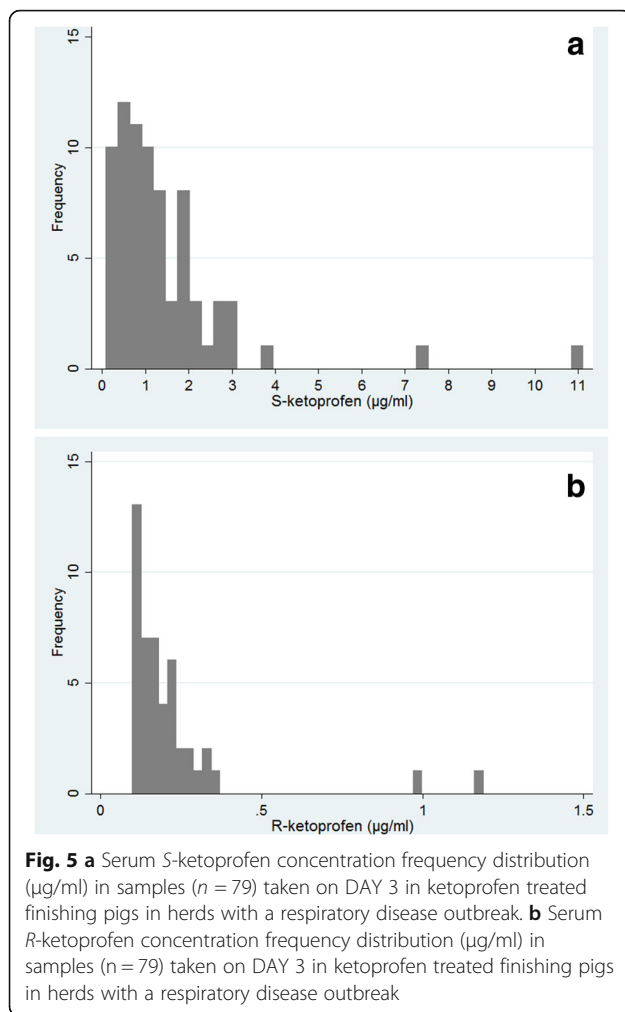 a
15
10
5
0
Frequency
0 1 2 3 4 5 6 7 8 9 10 11
S-ketoprofen (µg/ml)
b
15
10
5
0
Frequency
0 .5 1 1.5
R-ketoprofen (µg/ml)
Fig. 5 a Serum S-ketoprofen concentration frequency distribution
(µg/ml) in samples (n = 79) taken on DAY 3 in ketoprofen treated
finishing pigs in herds with a respiratory disease outbreak. b Serum
R-ketoprofen concentration frequency distribution (µg/ml) in
samples (n = 79) taken on DAY 3 in ketoprofen treated finishing pigs
in herds with a respiratory disease outbreak